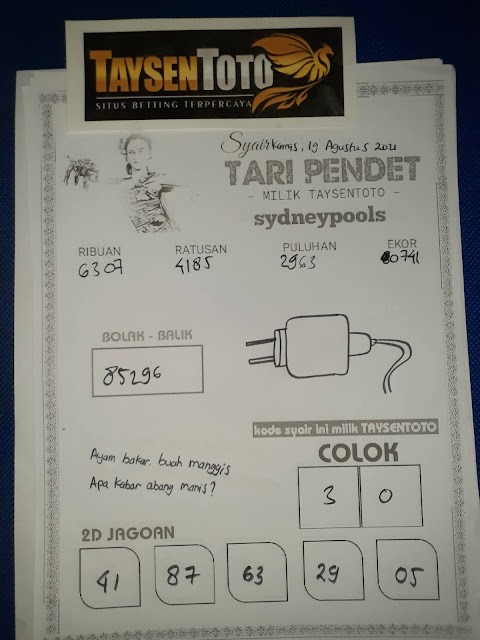 TAYSENTOTO
SITUS BETTING TERPERCAYA
Syair Kamis, 19 Agustus 2021
TARI PENDET
- MILIK TAYSENTOTO -
sydneypools
RIBUAN RATUSAN PULUHAN EKOR
6307 4185 2963 0741
BOLAK - BALIK
85296
kode syair ini milik TAYSENTOTO
COLOK
3 0
Ayam bakar, buah manggis
Apa kabar abang manis?
2D JAGOAN
41 87 63 29 05